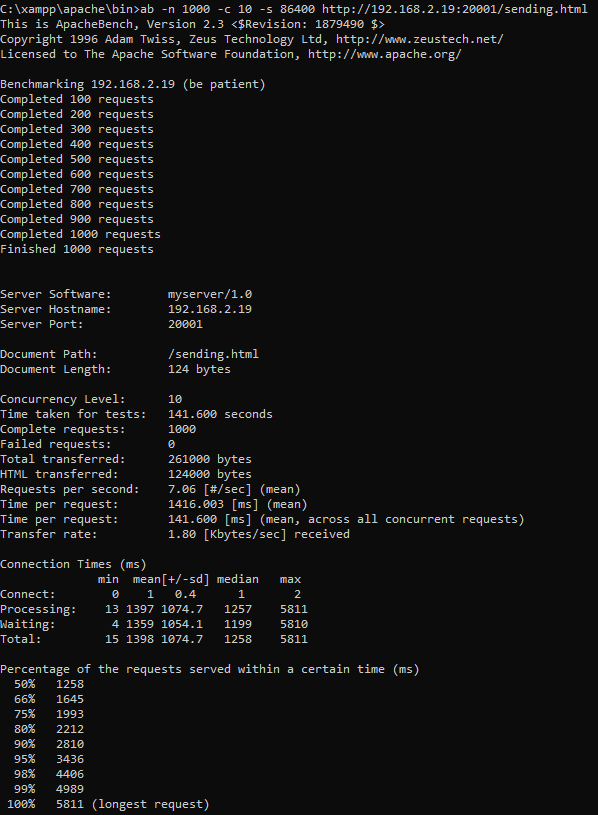 C:\xampp\apache\bin>ab -n 1000 -c 10 -s 86400 http://192.168.2.19:20001/sending.html
This is ApacheBench, Version 2.3 <$Revision: 1879490 $>
Copyright 1996 Adam Twiss, Zeus Technology Ltd, http://www.zeustech.net/
Licensed to The Apache Software Foundation, http://www.apache.org/

Benchmarking 192.168.2.19 (be patient)
Completed 100 requests
Completed 200 requests
Completed 300 requests
Completed 400 requests
Completed 500 requests
Completed 600 requests
Completed 700 requests
Completed 800 requests
Completed 900 requests
Completed 1000 requests
Finished 1000 requests


Server Software:        myserver/1.0
Server Hostname:        192.168.2.19
Server Port:            20001

Document Path:          /sending.html
Document Length:        124 bytes

Concurrency Level:      10
Time taken for tests:   141.600 seconds
Complete requests:      1000
Failed requests:        0
Total transferred:      261000 bytes
HTML transferred:       124000 bytes
Requests per second:    7.06 [#/sec] (mean)
Time per request:       1416.003 [ms] (mean)
Time per request:       141.600 [ms] (mean, across all concurrent requests)
Transfer rate:          1.80 [Kbytes/sec] received

Connection Times (ms)
              min  mean[+/-sd] median   max
Connect:        0    1   0.4      1       2
Processing:    13 1397 1074.7   1257    5811
Waiting:        4 1359 1054.1   1199    5810
Total:         15 1398 1074.7   1258    5811

Percentage of the requests served within a certain time (ms)
  50%   1258
  66%   1645
  75%   1993
  80%   2212
  90%   2810
  95%   3436
  98%   4406
  99%   4989
 100%   5811 (longest request)